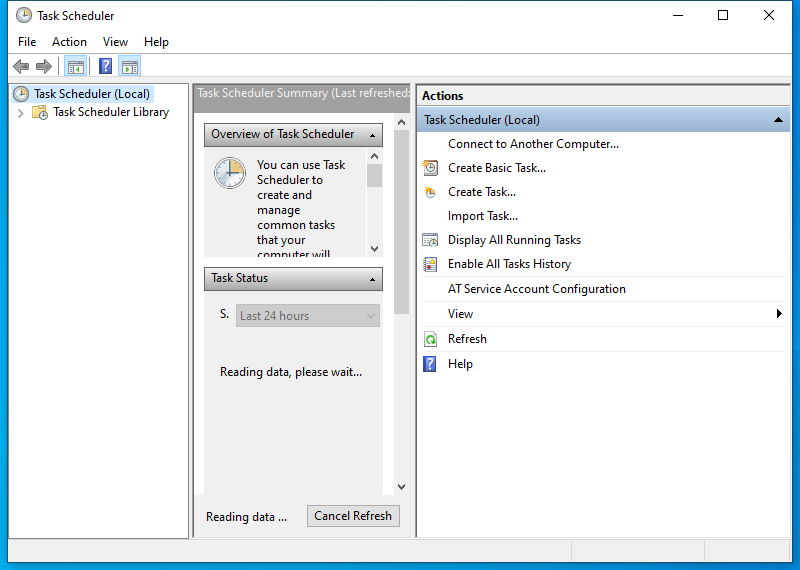 Task Scheduler
File Action View Help
Task Scheduler (Local)
Task Scheduler Library
Task Scheduler Summary (Last refreshed:
Overview of Task Scheduler
You can use Task
Scheduler to
create and
manage
common tasks
that your
computer will
Task Status
S. Last 24 hours
Reading data, please wait...
Reading data ... Cancel Refresh
Actions
Task Scheduler (Local)
Connect to Another Computer...
Create Basic Task...
Create Task...
Import Task...
Display All Running Tasks
Enable All Tasks History
AT Service Account Configuration
View
Refresh
Help